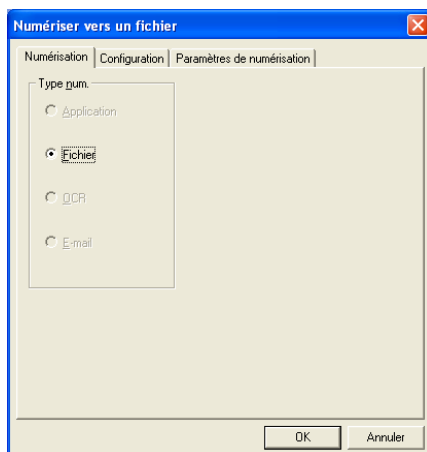 Numériser vers un fichier
Numérisation Configuration Paramètres de numérisation
Type num.
Application
Fichier
OCR
E-mail
OK Annuler